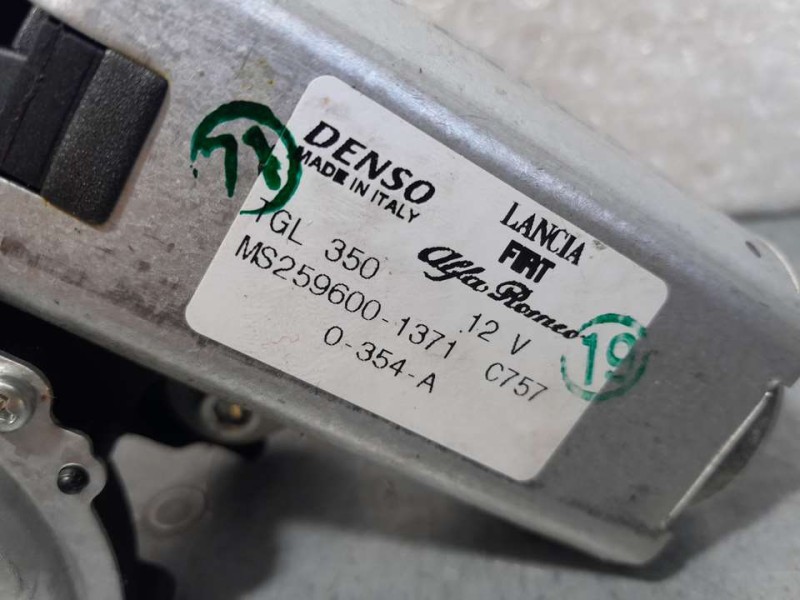 DENSO
MADE IN ITALY
LANCIA
FIAT
Alfa Romeo
TGL 350
12 V
MS259600-1371
C757
0-354-A
19